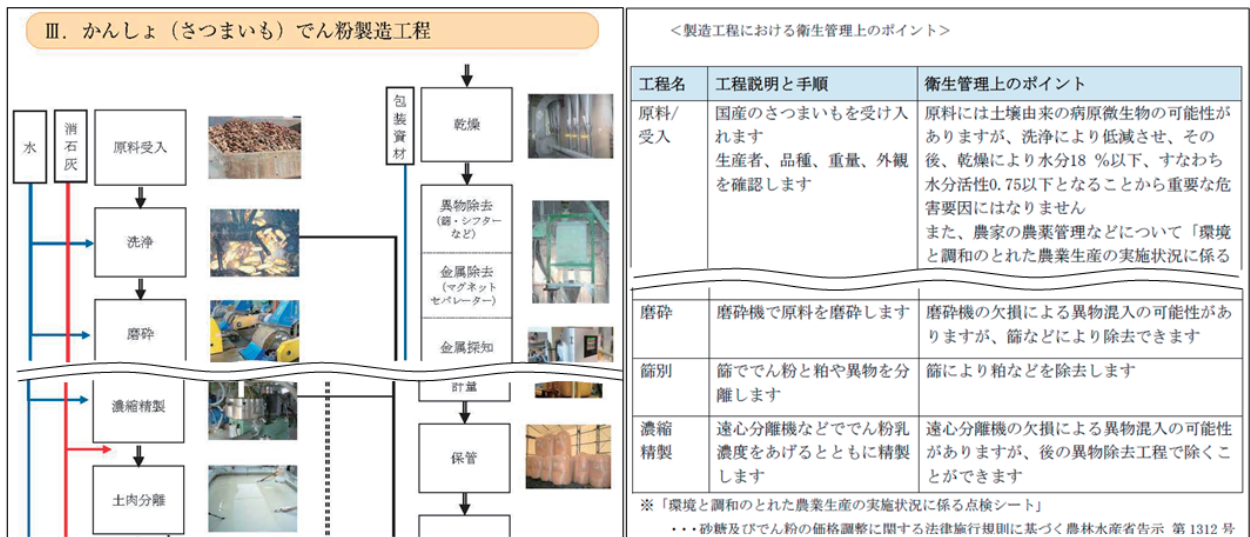 Ⅲ．かんしょ（さつまいも）でん粉製造工程
水
消石灰
原料受入
洗浄
磨砕
濃縮精製
土肉分離
包装資材
乾燥
異物除去
（篩・シフター
など）
金属除去
（マグネット
セパレーター）
金属探知
計量
保管
＜製造工程における衛生管理上のポイント＞
工程名 工程説明と手順 衛生管理上のポイント
原料/
受入
国産のさつまいもを受け入
れます
生産者、品種、重量、外観
を確認します
原料には土壌由来の病原微生物の可能性が
ありますが、洗浄により低減させ、その
後、乾燥により水分18 %以下、すなわち
水分活性0.75以下となることから重要な危
害要因にはなりません
また、農家の農薬管理などについて「環境
と調和のとれた農業生産の実施状況に係る
磨砕
磨砕機で原料を磨砕します
磨砕機の欠損による異物混入の可能性があ
りますが、篩などにより除去できます
篩別
篩ででん粉と粕や異物を分
離します
篩により粕などを除去します
濃縮
精製
遠心分離機などででん粉乳
濃度をあげるとともに精製
します
遠心分離機の欠損による異物混入の可能性
がありますが、後の異物除去工程で除くこ
とができます
※「環境と調和のとれた農業生産の実施状況に係る点検シート」
・・・砂糖及びでん粉の価格調整に関する法律施行規則に基づく農林水産省告示 第 1312 号